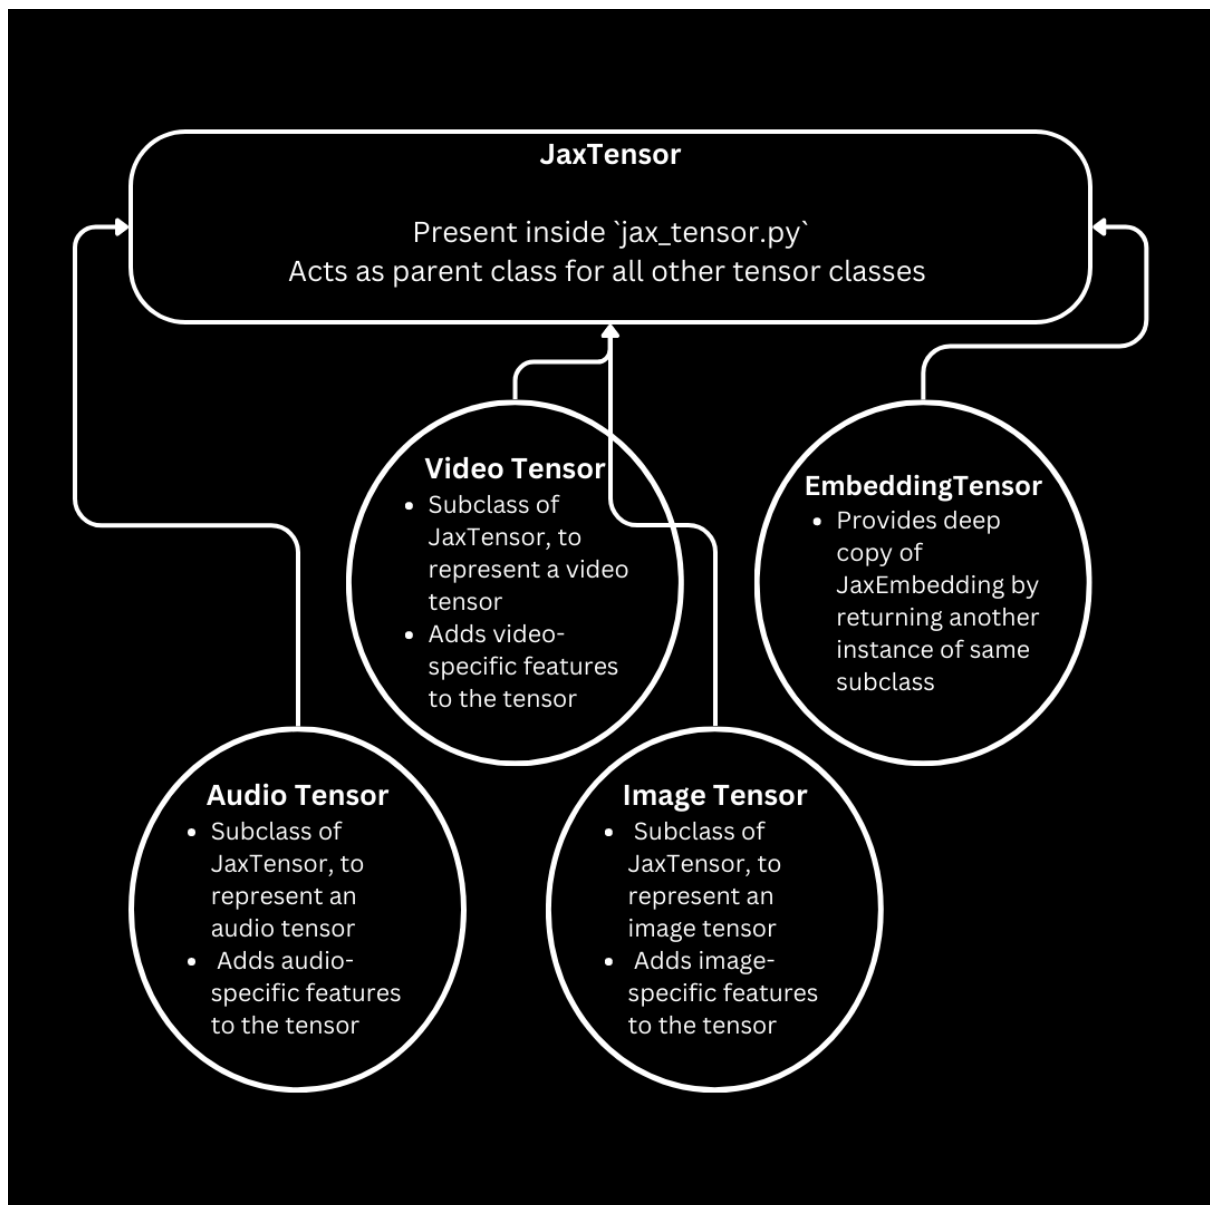 JaxTensor
Present inside `jax_tensor.py`
Acts as parent class for all other tensor classes
Video Tensor
• Subclass of
JaxTensor, to
represent a video
tensor
• Adds video-
specific features
to the tensor
EmbeddingTensor
• Provides deep
copy of
JaxEmbedding by
returning another
instance of same
subclass
Audio Tensor
• Subclass of
JaxTensor, to
represent an
audio tensor
• Adds audio-
specific features
to the tensor
Image Tensor
• Subclass of
JaxTensor, to
represent an
image tensor
• Adds image-
specific features
to the tensor